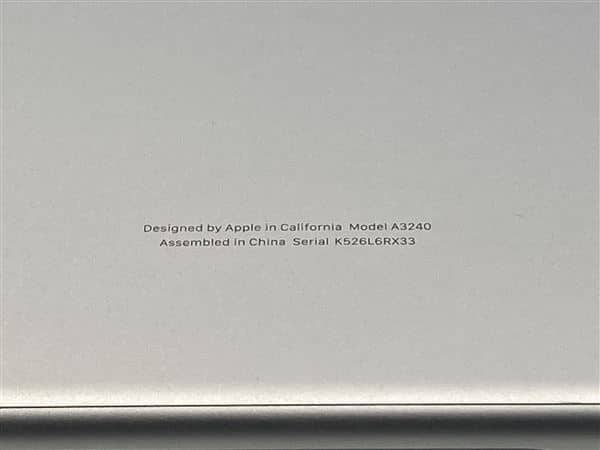 Designed by Apple in California Model A3240
Assembled in China Serial K526L6RX33